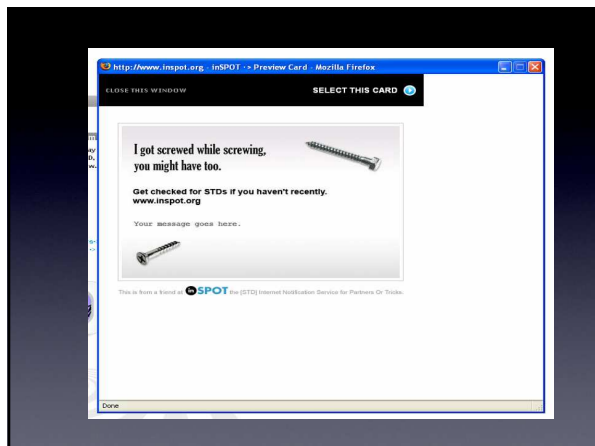 http://www.inspot.org - inSPOT -> Preview Card - Mozilla Firefox
CLOSE THIS WINDOW
SELECT THIS CARD
I got screwed while screwing,
you might have too.
Get checked for STDs if you haven't recently.
www.inspot.org
Your message goes here.
This is from a friend at inSPOT the [STD] Internet Notification Service for Partners Or Tricks.
Done